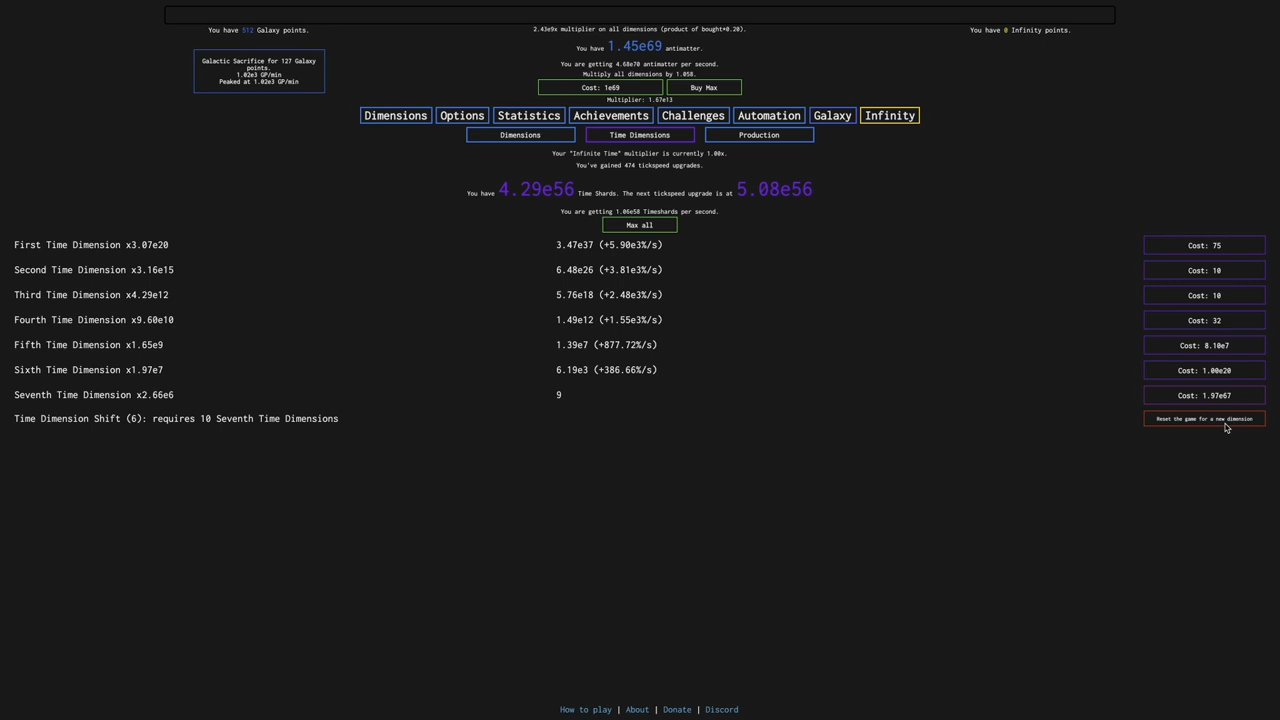 2.43e9x multiplier on all dimensions (product of bought*0.20).
You have 512 Galaxy points.
You have 0 Infinity points.
You have 1.45e69 antimatter.
Galactic Sacrifice for 127 Galaxy
points.
1.02e3 GP/min
Peaked at 1.02e3 GP/min
You are getting 4.68e70 antimatter per second.
Multiply all dimensions by 1.058.
Cost: 1e69
Buy Max
Multiplier: 1.67e13
Dimensions
Options
Statistics
Achievements
Challenges
Automation
Galaxy
Infinity
Dimensions
Time Dimensions
Production
Your "Infinite Time" multiplier is currently 1.00x.
You've gained 474 tickspeed upgrades.
You have 4.29e56 Time Shards. The next tickspeed upgrade is at 5.08e56
You are getting 1.06e58 Timeshards per second.
Max all
First Time Dimension x3.07e20 3.47e37 (+5.90e3%/s) Cost: 75
Second Time Dimension x3.16e15 6.48e26 (+3.81e3%/s) Cost: 10
Third Time Dimension x4.29e12 5.76e18 (+2.48e3%/s) Cost: 10
Fourth Time Dimension x9.60e10 1.49e12 (+1.55e3%/s) Cost: 32
Fifth Time Dimension x1.65e9 1.39e7 (+877.72%/s) Cost: 8.10e7
Sixth Time Dimension x1.97e7 6.19e3 (+386.66%/s) Cost: 1.00e20
Seventh Time Dimension x2.66e6 9 Cost: 1.97e67
Time Dimension Shift (6): requires 10 Seventh Time Dimensions Reset the game for a new dimension
How to play | About | Donate | Discord